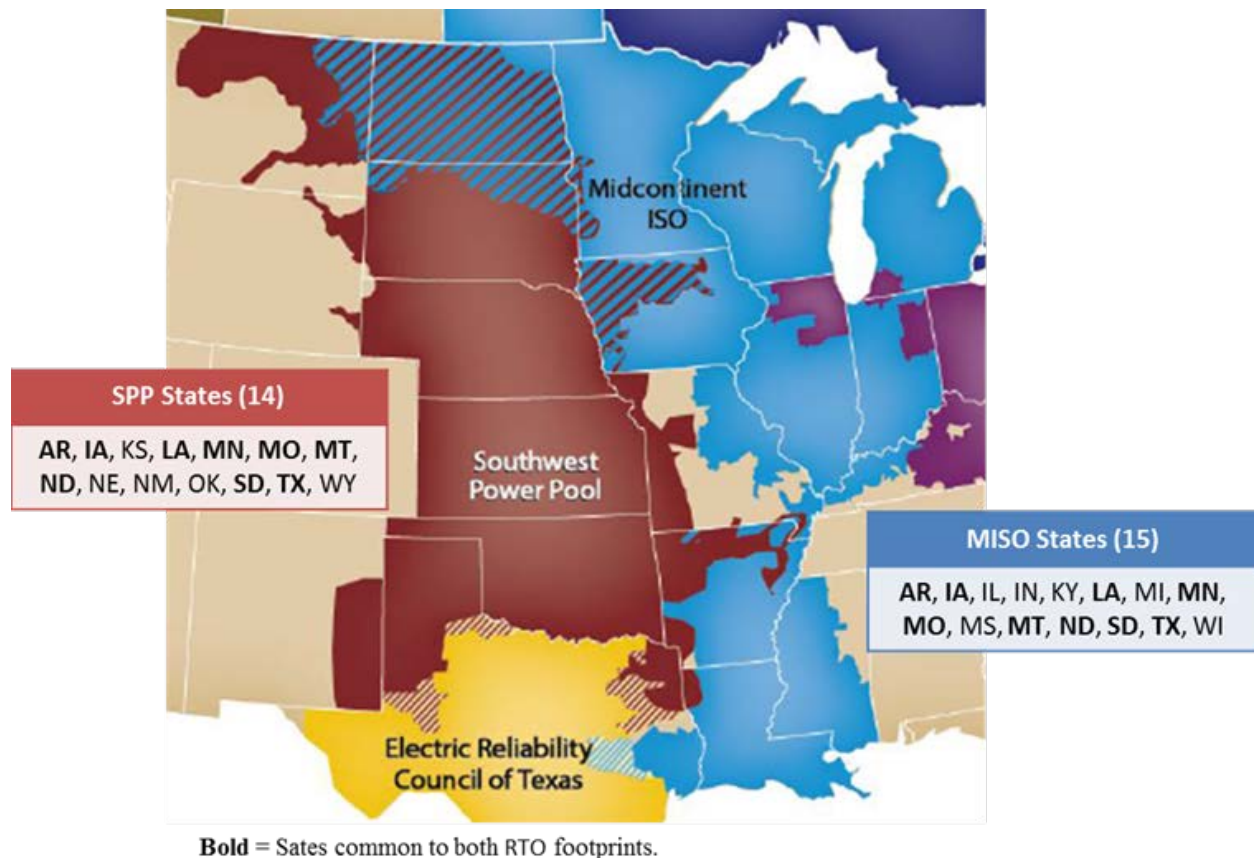 Midcontinent
ISO
SPP States (14)
AR, IA, KS, LA, MN, MO, MT,
ND, NE, NM, OK, SD, TX, WY
Southwest
Power Pool
MISO States (15)
AR, IA, IL, IN, KY, LA, MI, MN,
MO, MS, MT, ND, SD, TX, WI
Electric Reliability
Council of Texas
Bold = Sates common to both RTO footprints.